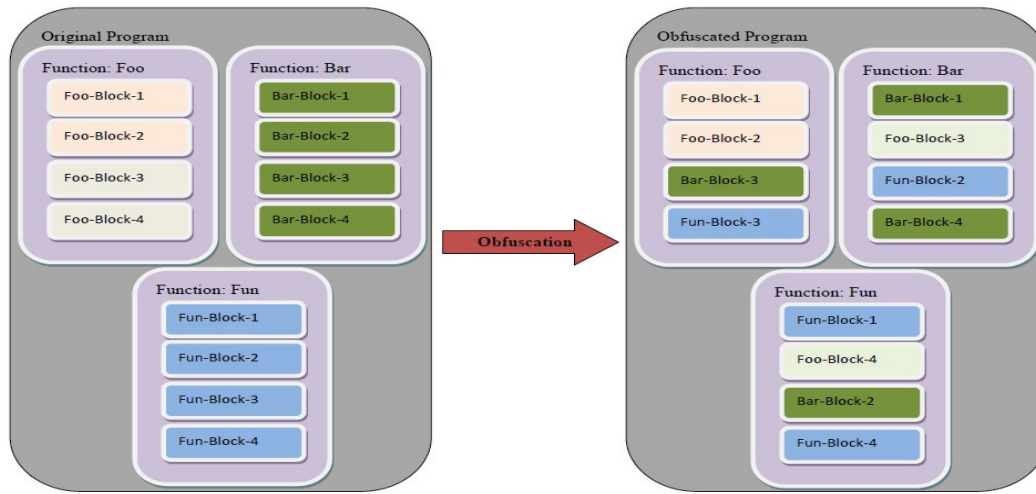 Original Program
Function: Foo
Foo-Block-1
Foo-Block-2
Foo-Block-3
Foo-Block-4
Function: Bar
Bar-Block-1
Bar-Block-2
Bar-Block-3
Bar-Block-4
Function: Fun
Fun-Block-1
Fun-Block-2
Fun-Block-3
Fun-Block-4
Obfuscation
Obfuscated Program
Function: Foo
Foo-Block-1
Foo-Block-2
Bar-Block-3
Fun-Block-3
Function: Bar
Bar-Block-1
Foo-Block-3
Fun-Block-2
Bar-Block-4
Function: Fun
Fun-Block-1
Foo-Block-4
Bar-Block-2
Fun-Block-4